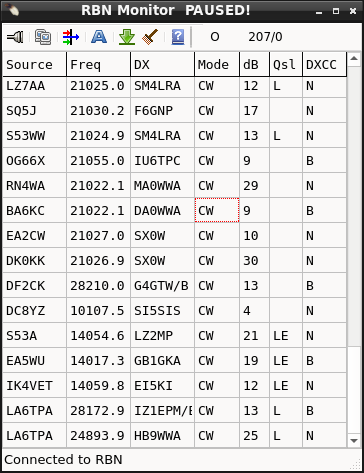 RBN Monitor PAUSED!
A ? O 207/0
Source Freq DX Mode dB Qsl DXCC
LZ7AA 21025.0 SM4LRA CW 12 L N
SQ5J 21030.2 F6GNP CW 17 N
S53WW 21024.9 SM4LRA CW 13 L N
OG66X 21055.0 IU6TPC CW 9 B
RN4WA 21022.1 MA0WWA CW 29 N
BA6KC 21022.1 DA0WWA CW 9 B
EA2CW 21027.0 SX0W CW 10 N
DK0KK 21026.9 SX0W CW 30 N
DF2CK 28210.0 G4GTW/B CW 13 B
DC8YZ 10107.5 SI5SIS CW 4 N
S53A 14054.6 LZ2MP CW 21 LE N
EA5WU 14017.3 GB1GKA CW 19 LE B
IK4VET 14059.8 EI5KI CW 12 LE N
LA6TPA 28172.9 IZ1EPM/E CW 13 L B
LA6TPA 24893.9 HB9WWA CW 25 L N
Connected to RBN